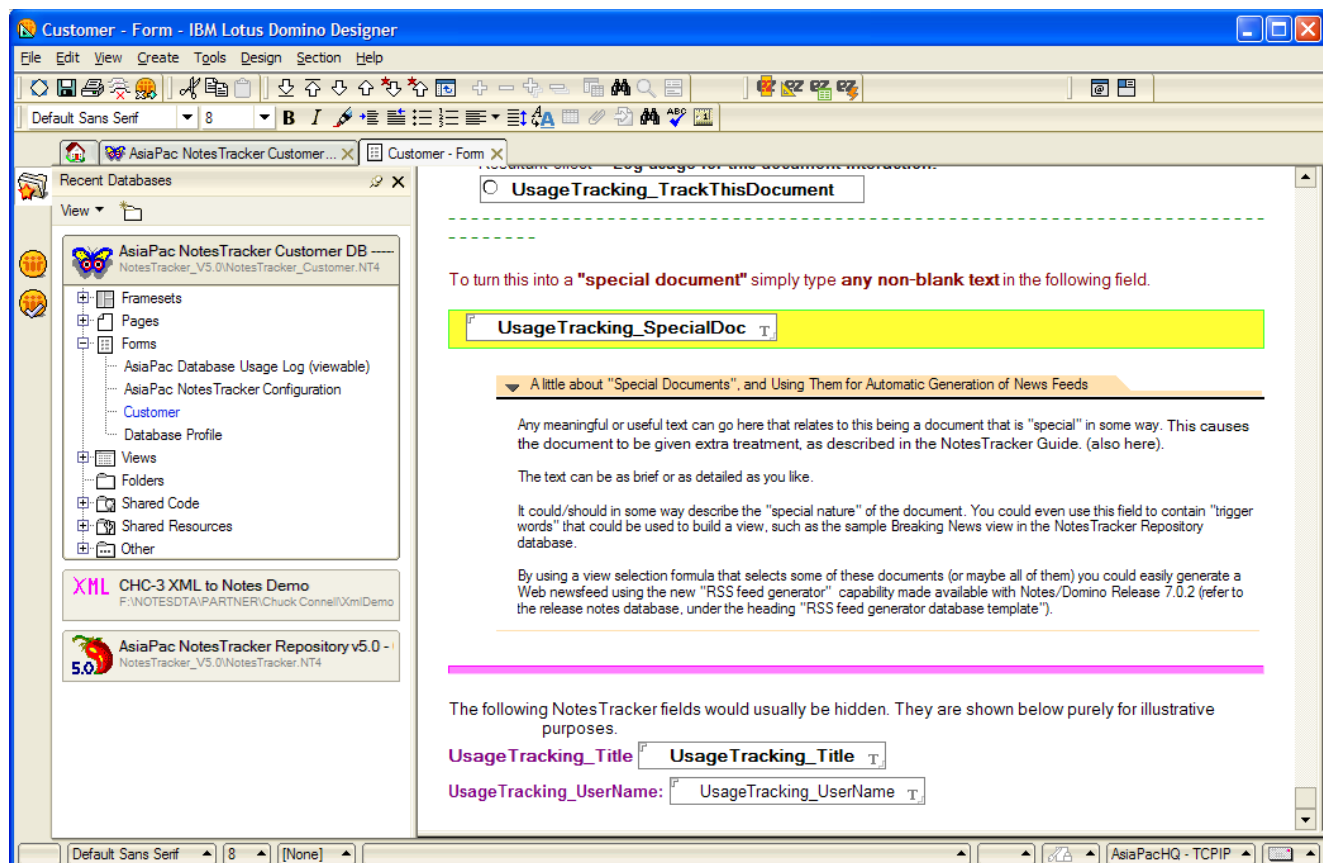 Customer - Form - IBM Lotus Domino Designer
File Edit View Create Tools Design Section Help
Default Sans Serif 8 B I
AsiaPac NotesTracker Customer... Customer - Form
Recent Databases
View
AsiaPac NotesTracker Customer DB -----
NotesTracker_V5.0\NotesTracker_Customer.NT4
Framesets
Pages
Forms
AsiaPac Database Usage Log (viewable)
AsiaPac NotesTracker Configuration
Customer
Database Profile
Views
Folders
Shared Code
Shared Resources
Other
XML CHC-3 XML to Notes Demo
F:\NOTESDTA\PARTNER\Chuck Connell\XmlDemo
AsiaPac NotesTracker Repository v5.0 -
5.0 NotesTracker_V5.0\NotesTracker.NT4
Log usage for this document interaction.
UsageTracking_TrackThisDocument
To turn this into a "special document" simply type any non-blank text in the following field.
UsageTracking_SpecialDoc T
A little about "Special Documents", and Using Them for Automatic Generation of News Feeds
Any meaningful or useful text can go here that relates to this being a document that is "special" in some way. This causes
the document to be given extra treatment, as described in the NotesTracker Guide. (also here).
The text can be as brief or as detailed as you like.
It could/should in some way describe the "special nature" of the document. You could even use this field to contain "trigger
words" that could be used to build a view, such as the sample Breaking News view in the NotesTracker Repository
database.
By using a view selection formula that selects some of these documents (or maybe all of them) you could easily generate a
Web newsfeed using the new "RSS feed generator" capability made available with Notes/Domino Release 7.0.2 (refer to
the release notes database, under the heading "RSS feed generator database template").
The following NotesTracker fields would usually be hidden. They are shown below purely for illustrative
purposes.
UsageTracking_Title UsageTracking_Title T
UsageTracking_UserName: UsageTracking_UserName T
Default Sans Serif 8 [None] AsiaPacHQ - TCPIP